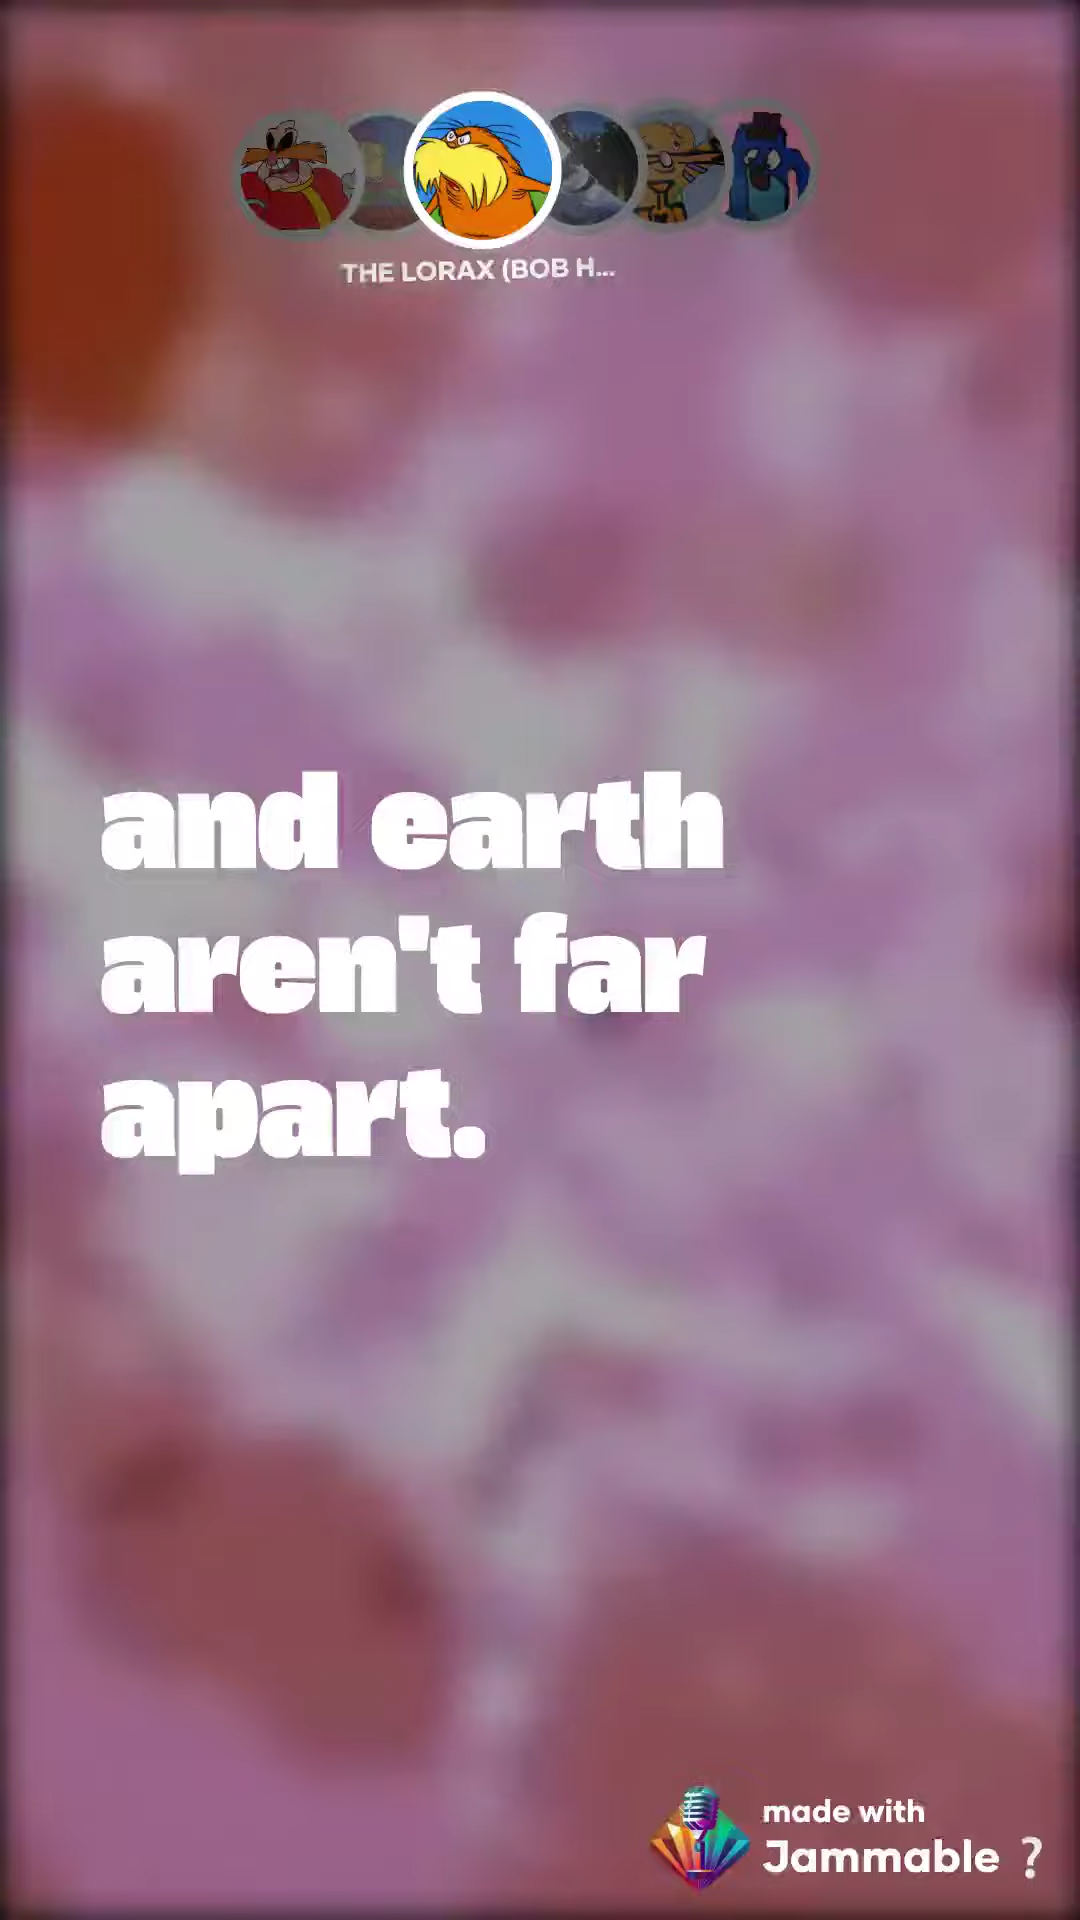 THE LORAX (BOB H...
and earth
aren't far
apart.
made with
Jammable ?